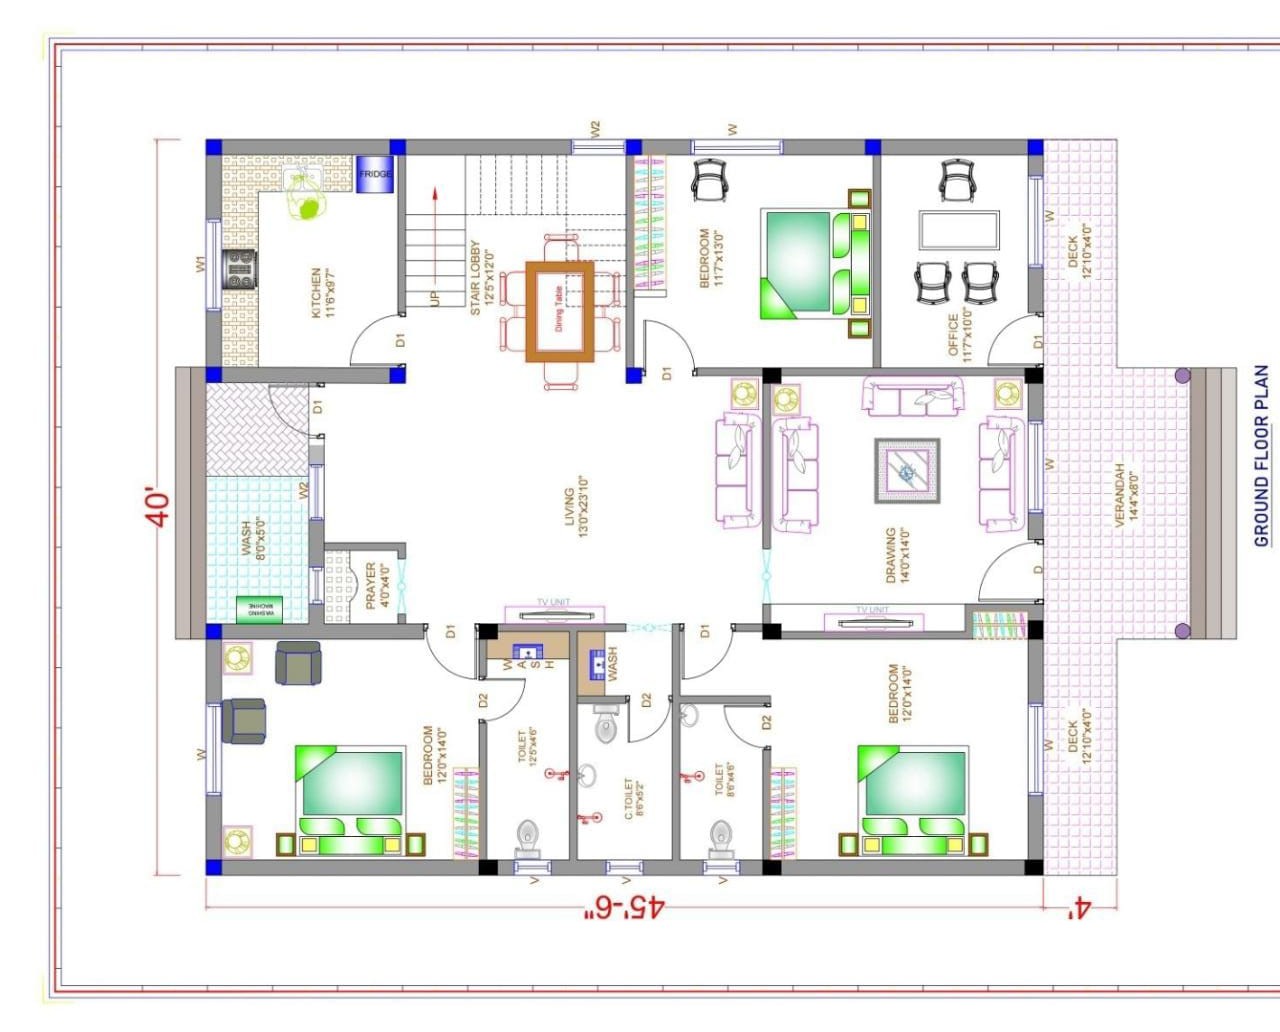 W2
W
FRIDGE
W1
KITCHEN
11'6"x9'7"
UP
STAIR LOBBY
12'5"x12'0"
Dining Table
BEDROOM
11'7"x13'0"
OFFICE
11'7"x10'0"
W
DECK
12'10"x4'0"
D1
D1
D1
D1
40'
W2
WASH
8'0"x5'0"
WASHING
MACHINE
PRAYER
4'0"x4'0"
LIVING
13'0"x23'10"
DRAWING
14'0"x14'0"
W
D
VERANDAH
14'4"x8'0"
GROUND FLOOR PLAN
TV UNIT
TV UNIT
D1
D1
WASH
WASH
D2
D2
D2
W
BEDROOM
12'0"x14'0"
TOILET
12'5"x4'6"
C.TOILET
8'6"x5'2"
TOILET
8'6"x4'6"
BEDROOM
12'0"x14'0"
W
DECK
12'10"x4'0"
V
V
V
45'-6"
4'